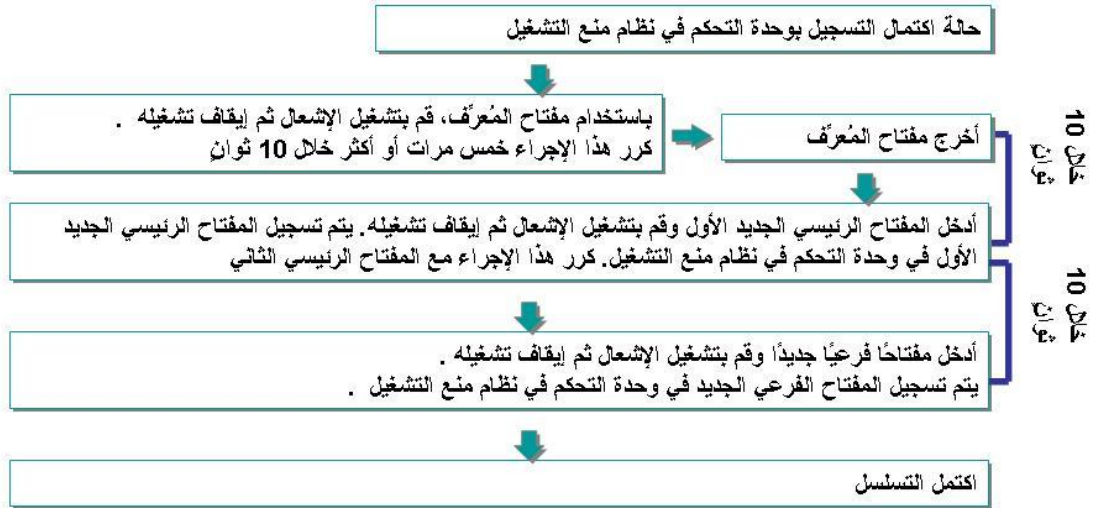 حالة اكتمال التسجيل بوحدة التحكم في نظام منع التشغيل
باستخدام مفتاح المُعرِّف، قم بتشغيل الإشعال ثم إيقاف تشغيله .
كرر هذا الإجراء خمس مرات أو أكثر خلال 10 ثوانٍ
أخرج مفتاح المُعرِّف
خلال 10
ثوانٍ
أدخل المفتاح الرئيسي الجديد الأول وقم بتشغيل الإشعال ثم إيقاف تشغيله. يتم تسجيل المفتاح الرئيسي الجديد
الأول في وحدة التحكم في نظام منع التشغيل. كرر هذا الإجراء مع المفتاح الرئيسي الثاني
خلال 10
ثوانٍ
أدخل مفتاحًا فرعيًا جديدًا وقم بتشغيل الإشعال ثم إيقاف تشغيله .
يتم تسجيل المفتاح الفرعي الجديد في وحدة التحكم في نظام منع التشغيل .
اكتمل التسلسل